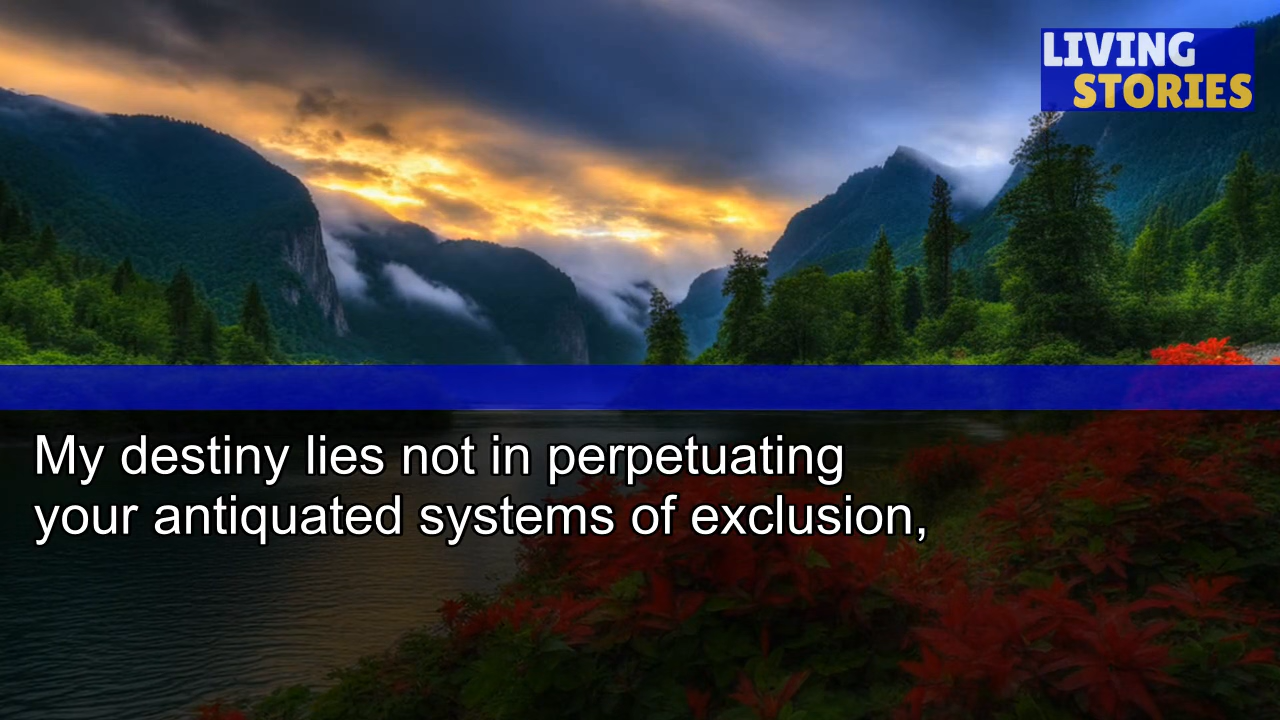 LIVING
STORIES
My destiny lies not in perpetuating
your antiquated systems of exclusion,